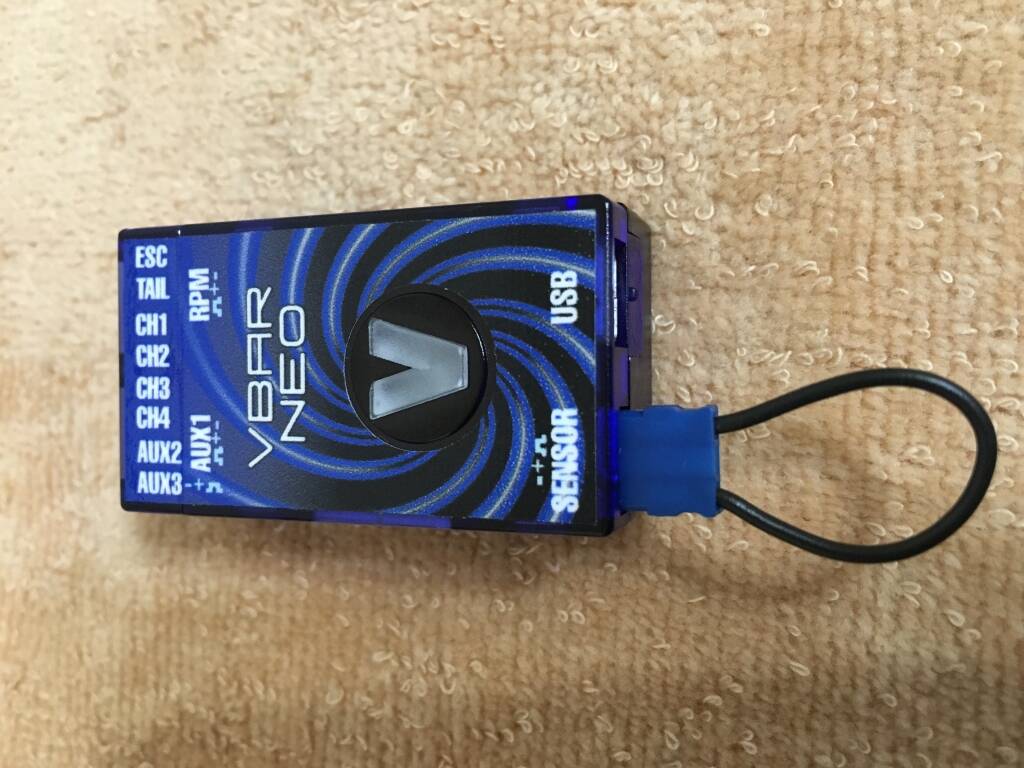 ESC
TAIL
CH1
CH2
CH3
CH4
AUX2
AUX3 - +
RPM
+ -
AUX1
+ -
VBAR
NEO
V
USB
- +
SENSOR